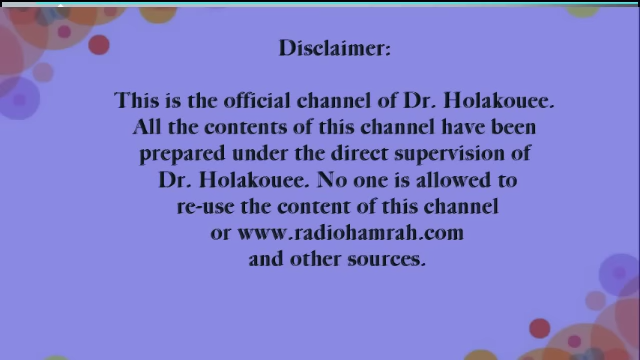 Disclaimer:
This is the official channel of Dr. Holakouee.
All the contents of this channel have been
prepared under the direct supervision of
Dr. Holakouee. No one is allowed to
re-use the content of this channel
or www.radiohamrah.com
and other sources.